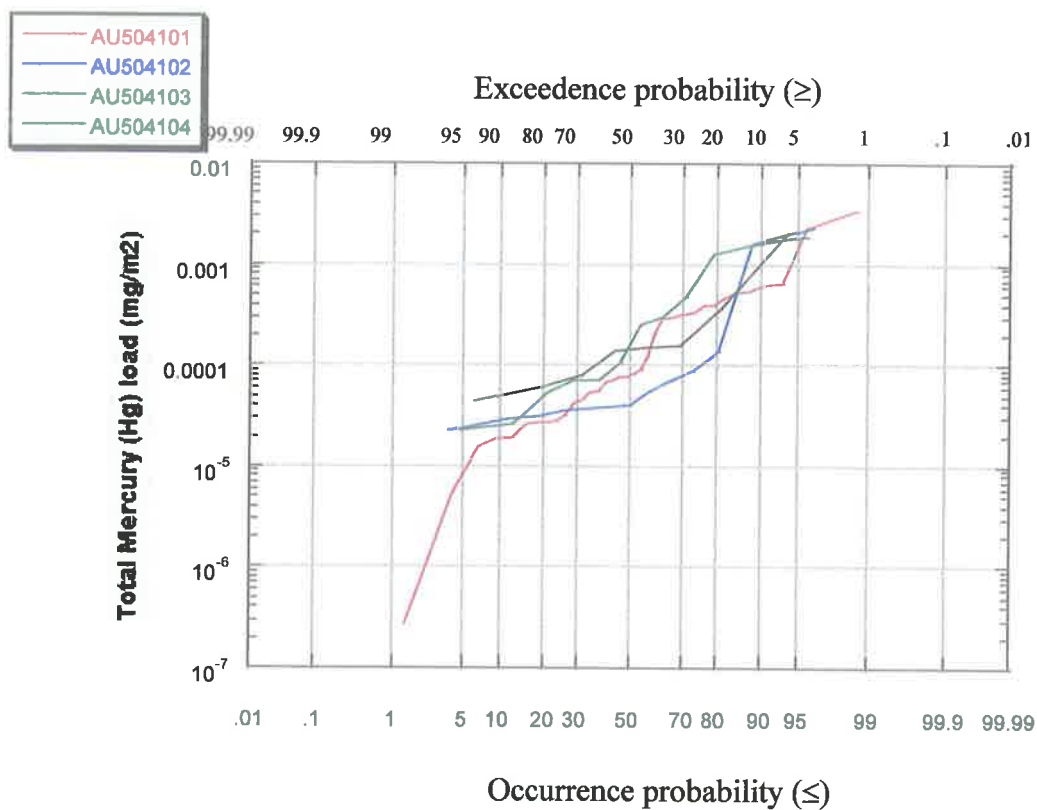 AU504101
AU504102
AU504103
AU504104
Exceedence probability (≥)
99.99 99.9 99 95 90 80 70 50 30 20 10 5 1 .1 .01
0.01
0.001
0.0001
10-5
10-6
10-7
Total Mercury (Hg) load (mg/m2)
.01 .1 1 5 10 20 30 50 70 80 90 95 99 99.9 99.99
Occurrence probability (≤)